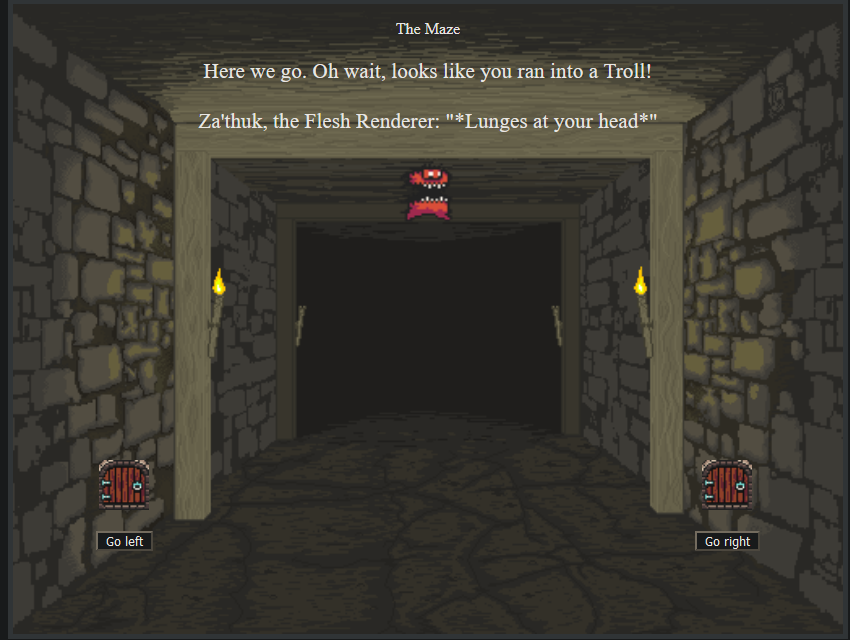 The Maze
Here we go. Oh wait, looks like you ran into a Troll!
Za'thuk, the Flesh Renderer: "*Lunges at your head*"
Go left
Go right